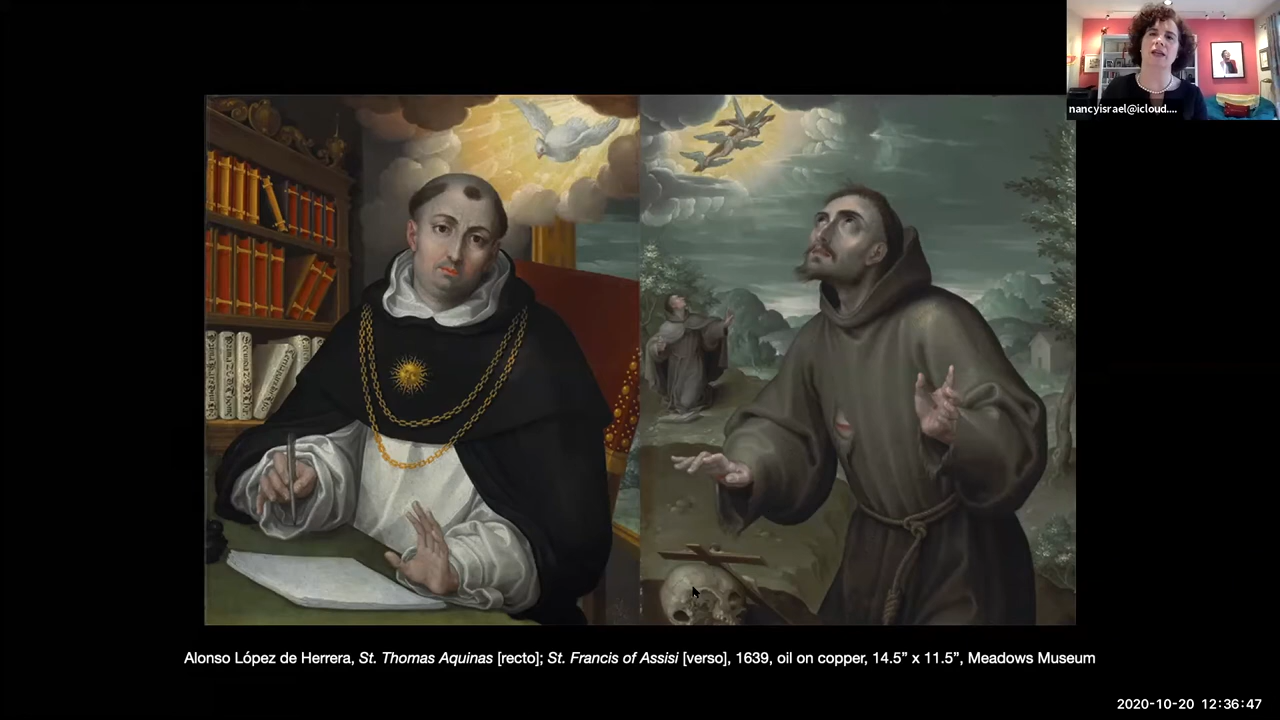 nancyisrael@icloud....
Alonso López de Herrera, St. Thomas Aquinas [recto]; St. Francis of Assisi [verso], 1639, oil on copper, 14.5” x 11.5”, Meadows Museum
2020-10-20 12:36:47